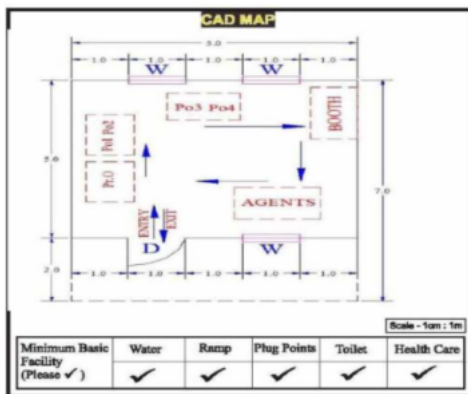 CAD MAP
5.0
1.0 1.0 1.0 1.0 1.0
W W
Po3 Po4
BOOTH
Po1 Po2
Pr.O
5.0
7.0
AGENTS
ENTRY
EXIT
D
W
2.0
1.0 1.0 1.0 1.0 1.0
Scale - 1cm : 1m
Minimum Basic Facility (Please ✓) Water Ramp Plug Points Toilet Health Care
✓ ✓ ✓ ✓ ✓